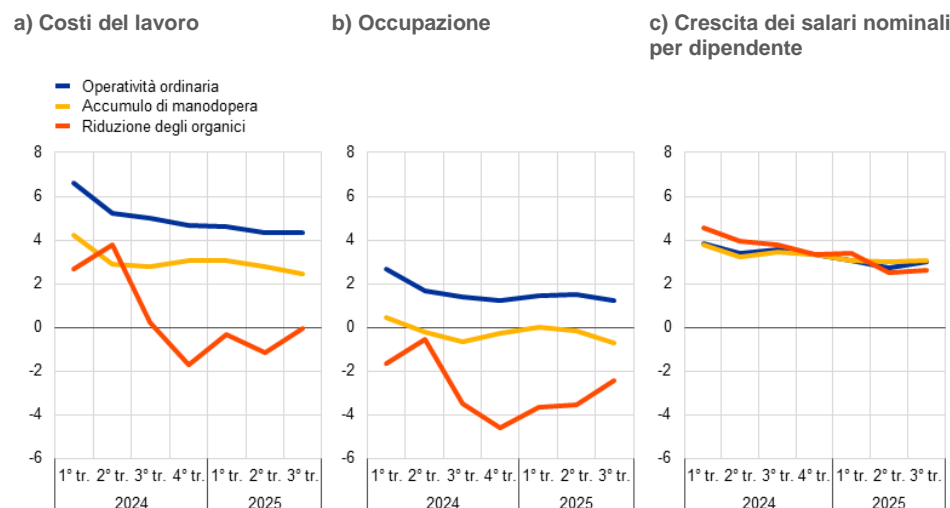 a) Costi del lavoro
b) Occupazione
c) Crescita dei salari nominali
per dipendente
Operatività ordinaria
Accumulo di manodopera
Riduzione degli organici
8
6
4
2
0
-2
-4
-6
1° tr. 2° tr. 3° tr. 4° tr. 1° tr. 2° tr. 3° tr.
2024 2025
8
6
4
2
0
-2
-4
-6
1° tr. 2° tr. 3° tr. 4° tr. 1° tr. 2° tr. 3° tr.
2024 2025
8
6
4
2
0
-2
-4
-6
1° tr. 2° tr. 3° tr. 4° tr. 1° tr. 2° tr. 3° tr.
2024 2025